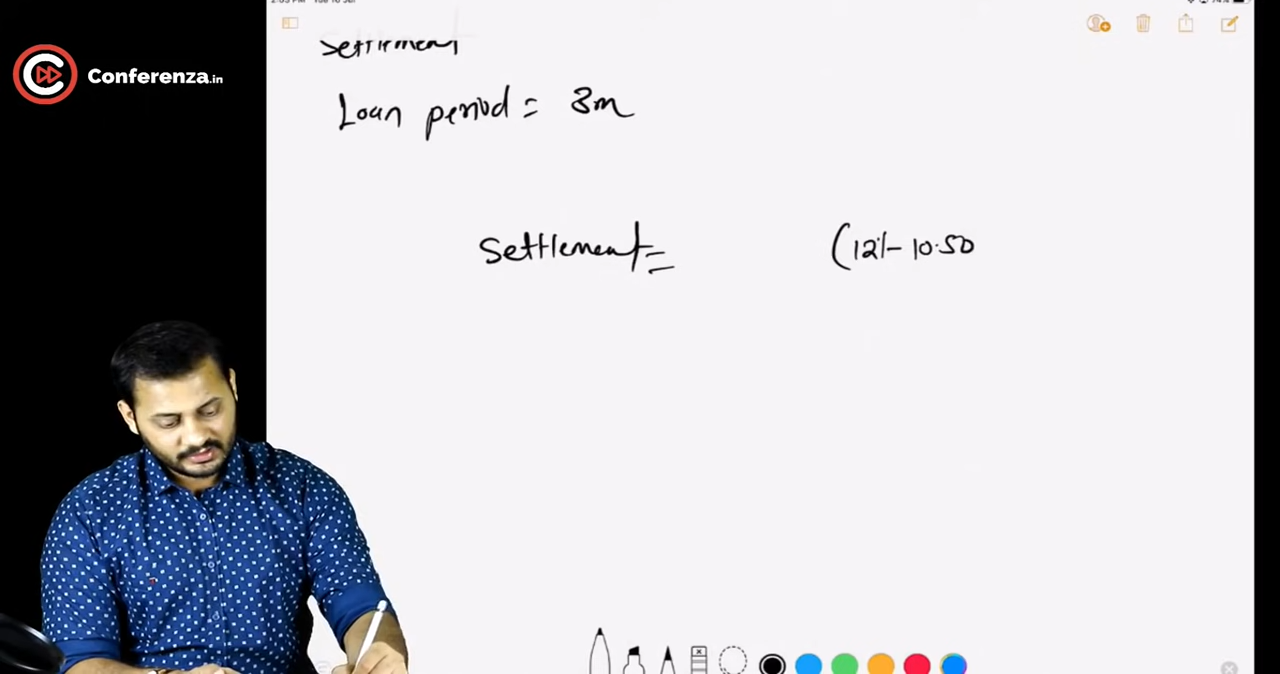 Conferenza.in
Settlement
Loan period = 3m
Settlement = (12% - 10.50